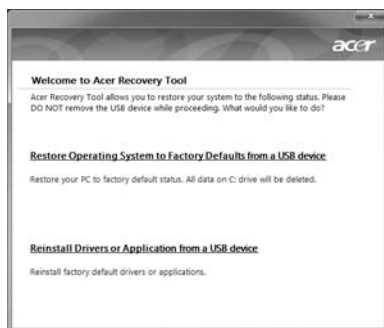 acer
Welcome to Acer Recovery Tool
Acer Recovery Tool allows you to restore your system to the following status. Please
DO NOT remove the USB device while proceeding. What would you like to do?
Restore Operating System to Factory Defaults from a USB device
Restore your PC to factory default status. All data on C: drive will be deleted.
Reinstall Drivers or Application from a USB device
Reinstall factory default drivers or applications.